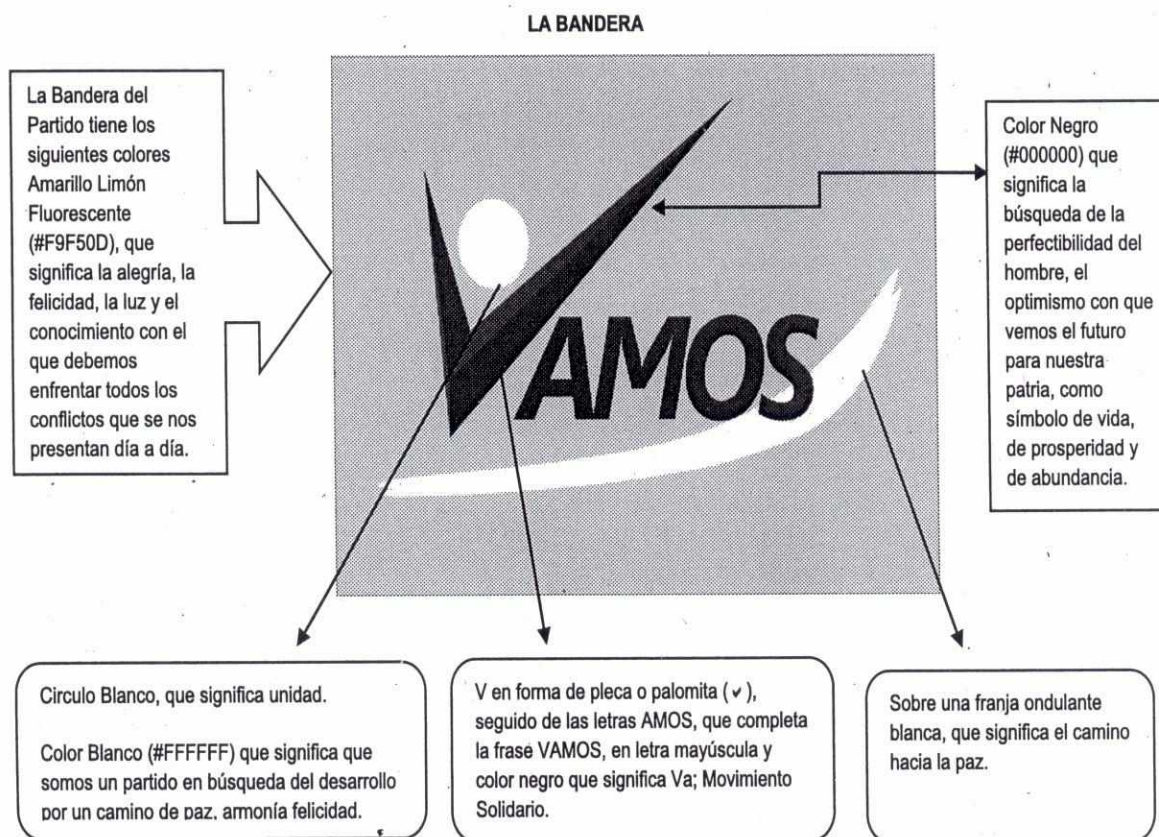 LA BANDERA
La Bandera del
Partido tiene los
siguientes colores
Amarillo Limón
Fluorescente
(#F9F50D), que
significa la alegría, la
felicidad, la luz y el
conocimiento con el
que debemos
enfrentar todos los
conflictos que se nos
presentan día a día.
VAMOS
Color Negro
(#000000) que
significa la
búsqueda de la
perfectibilidad del
hombre, el
optimismo con que
vemos el futuro
para nuestra
patria, como
símbolo de vida,
de prosperidad y
de abundancia.
Circulo Blanco, que significa unidad.
Color Blanco (#FFFFFF) que significa que
somos un partido en búsqueda del desarrollo
por un camino de paz, armonía felicidad.
V en forma de pleca o palomita (✓),
seguido de las letras AMOS, que completa
la frase VAMOS, en letra mayúscula y
color negro que significa Va; Movimiento
Solidario.
Sobre una franja ondulante
blanca, que significa el camino
hacia la paz.